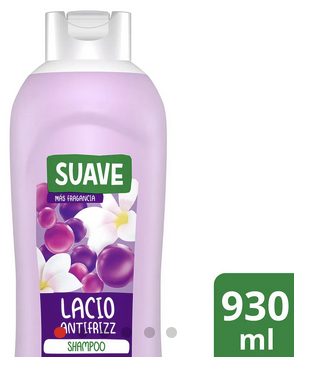 SUAVE
MÁS FRAGANCIA
LACIO
ANTIFRIZZ
SHAMPOO
930
ml